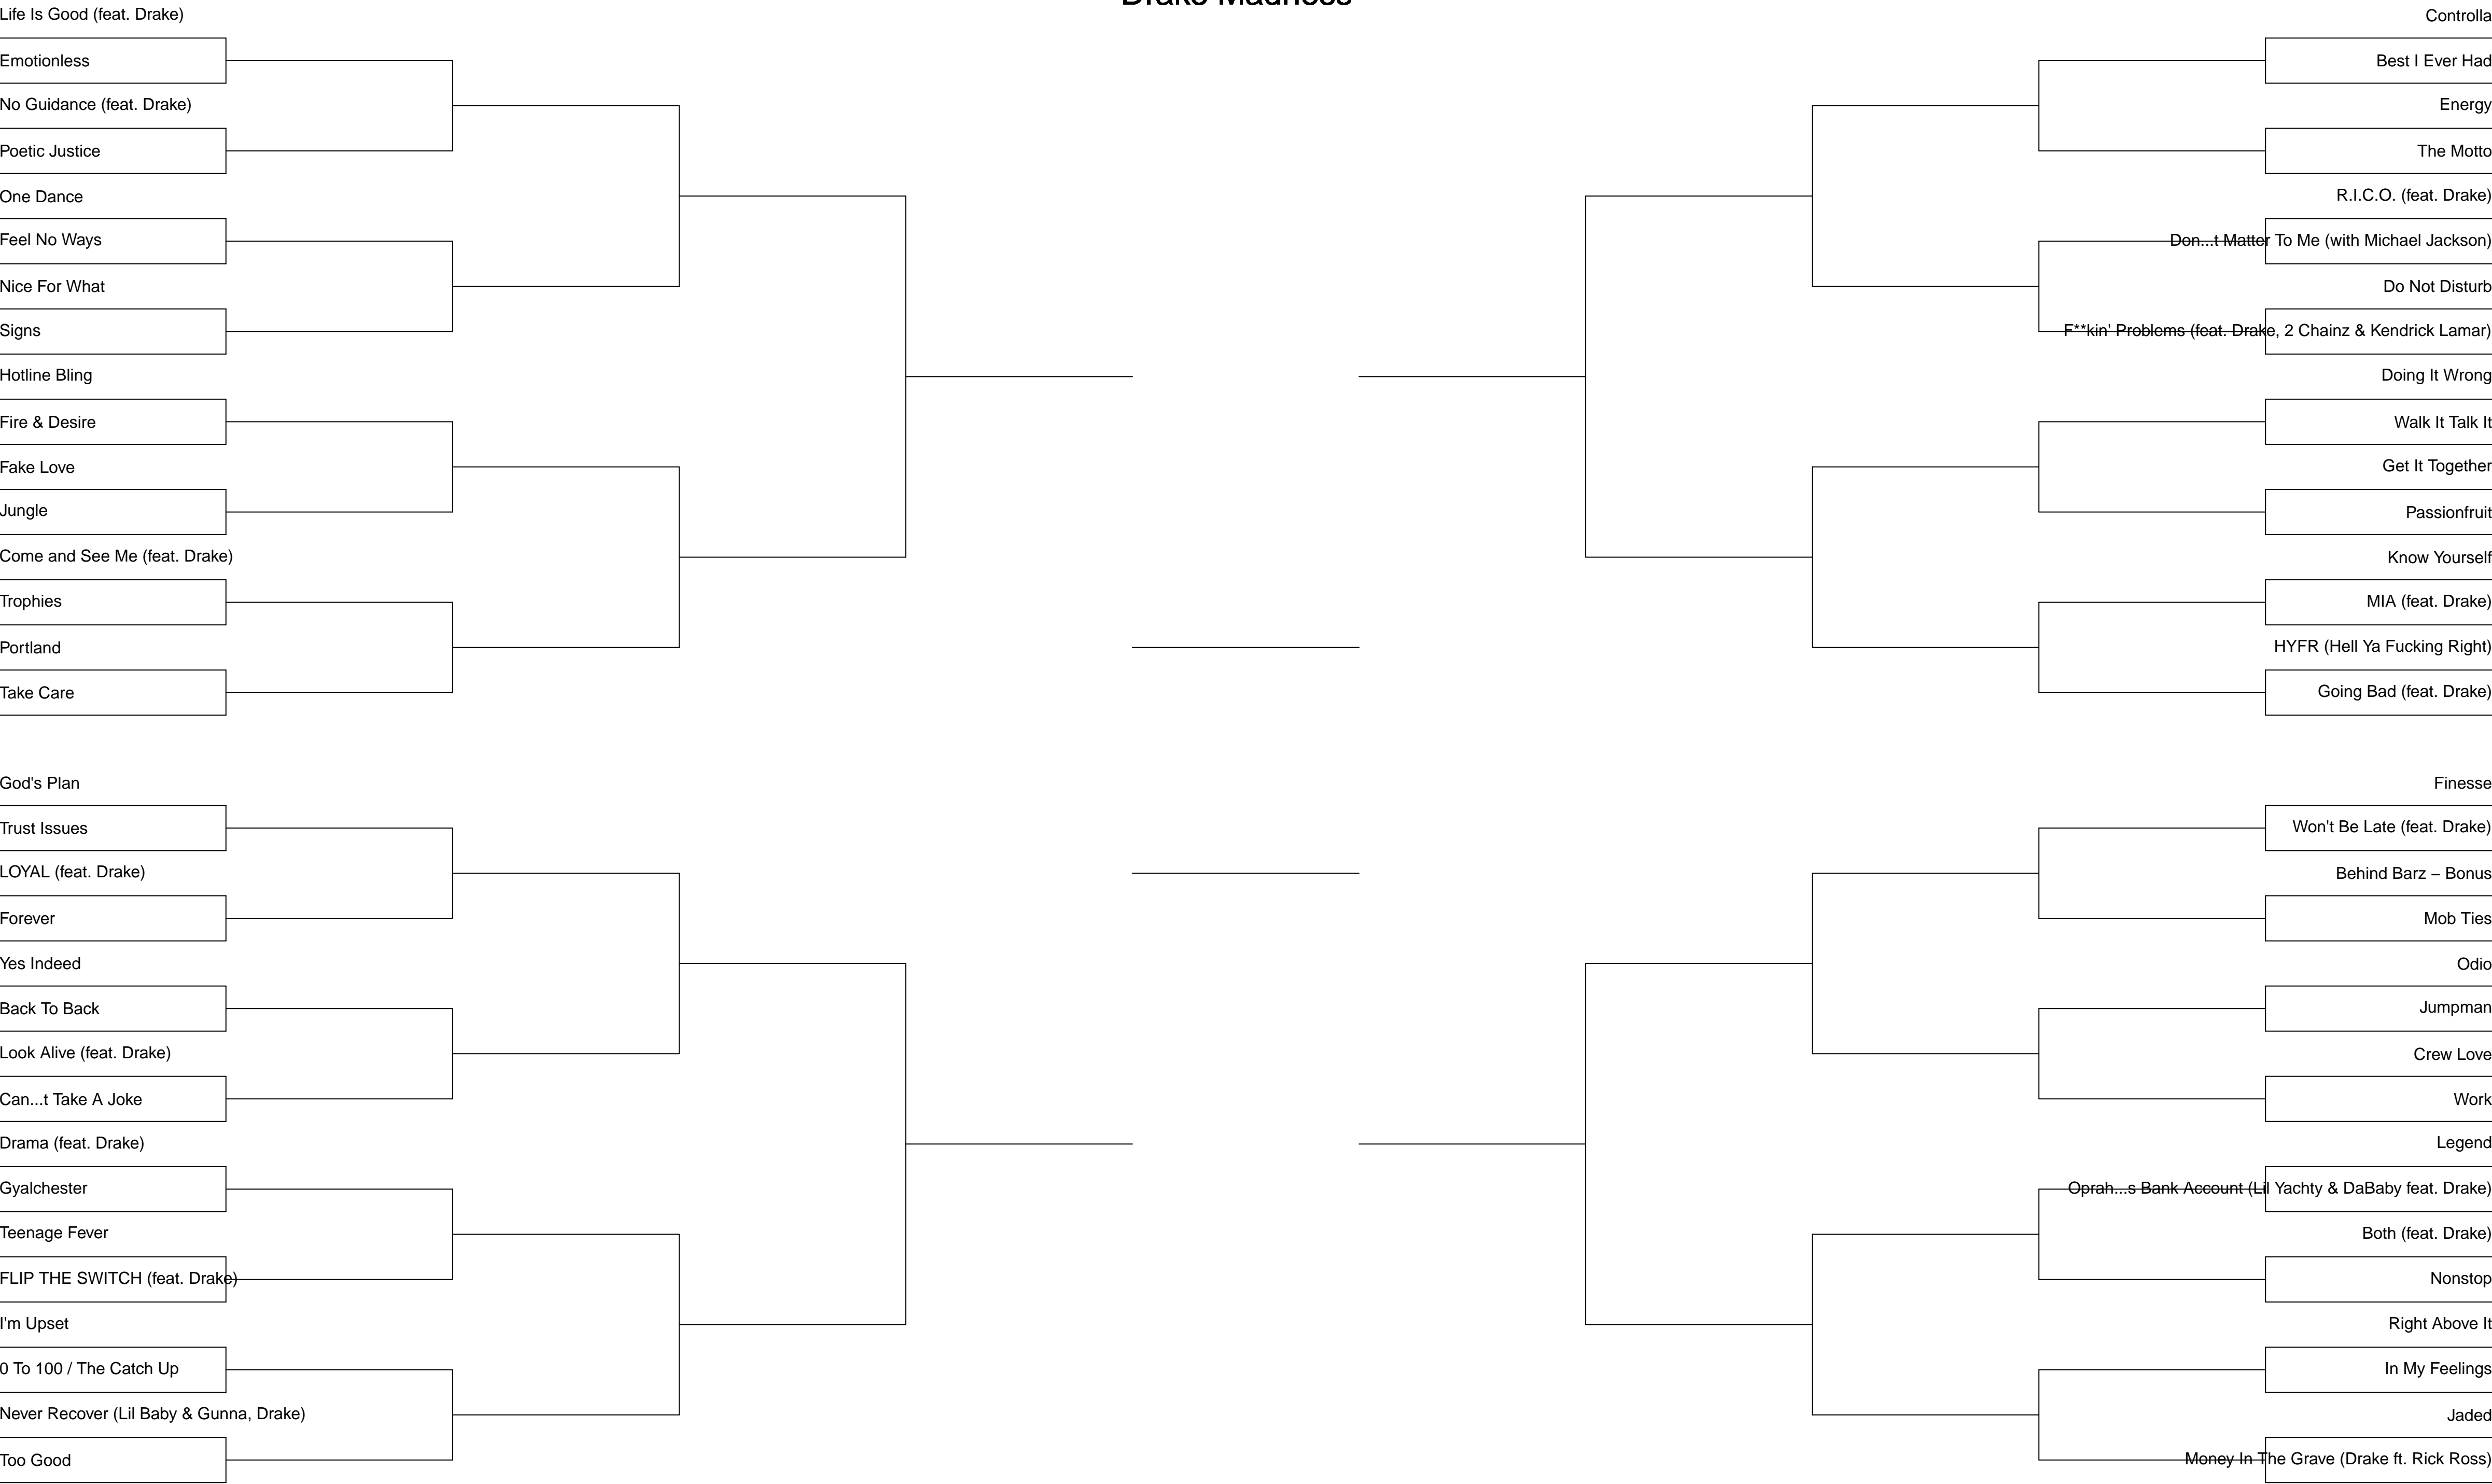 Drake Madness
Life Is Good (feat. Drake)
Emotionless
No Guidance (feat. Drake)
Poetic Justice
One Dance
Feel No Ways
Nice For What
Signs
Hotline Bling
Fire & Desire
Fake Love
Jungle
Come and See Me (feat. Drake)
Trophies
Portland
Take Care
God's Plan
Trust Issues
LOYAL (feat. Drake)
Forever
Yes Indeed
Back To Back
Look Alive (feat. Drake)
Can...t Take A Joke
Drama (feat. Drake)
Gyalchester
Teenage Fever
FLIP THE SWITCH (feat. Drake)
I'm Upset
0 To 100 / The Catch Up
Never Recover (Lil Baby & Gunna, Drake)
Too Good
Controlla
Best I Ever Had
Energy
The Motto
R.I.C.O. (feat. Drake)
Don...t Matter To Me (with Michael Jackson)
Do Not Disturb
F**kin' Problems (feat. Drake, 2 Chainz & Kendrick Lamar)
Doing It Wrong
Walk It Talk It
Get It Together
Passionfruit
Know Yourself
MIA (feat. Drake)
HYFR (Hell Ya Fucking Right)
Going Bad (feat. Drake)
Finesse
Won't Be Late (feat. Drake)
Behind Barz – Bonus
Mob Ties
Odio
Jumpman
Crew Love
Work
Legend
Oprah...s Bank Account (Lil Yachty & DaBaby feat. Drake)
Both (feat. Drake)
Nonstop
Right Above It
In My Feelings
Jaded
Money In The Grave (Drake ft. Rick Ross)